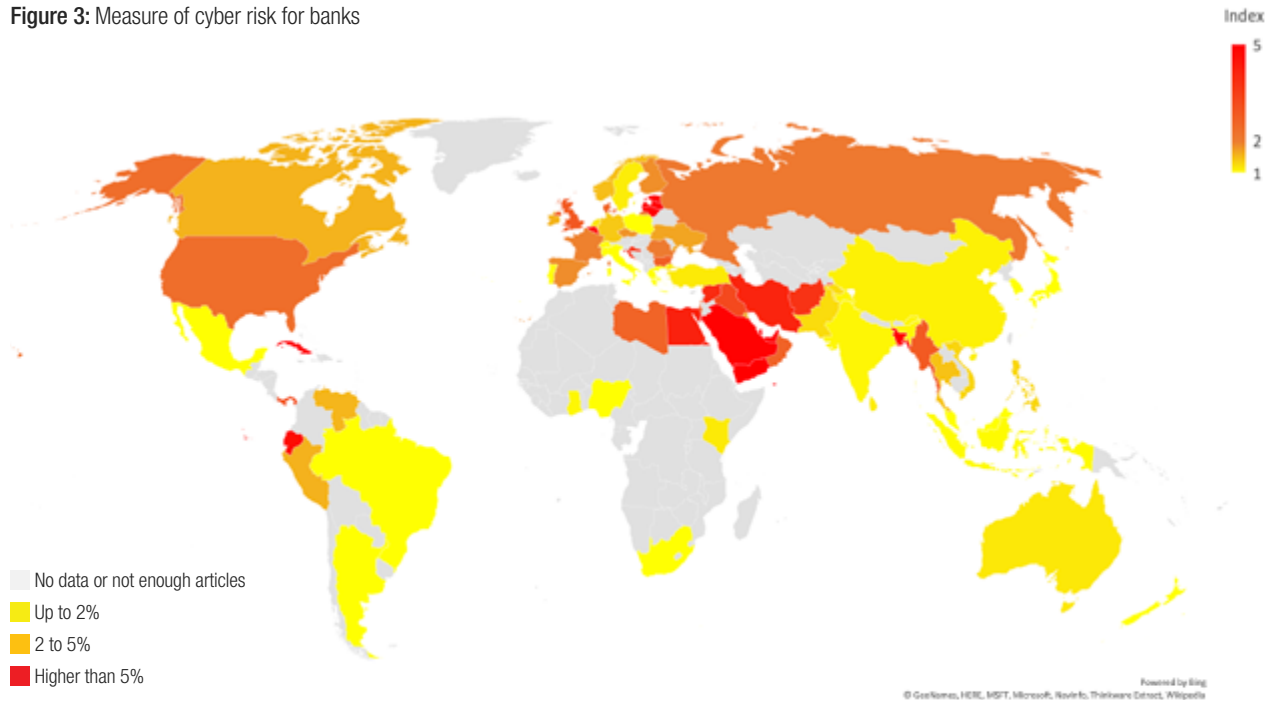 Figure 3: Measure of cyber risk for banks
Index
5
2
1
No data or not enough articles
Up to 2%
2 to 5%
Higher than 5%
Powered by Bing
© GeoNames, HERE, MSFT, Microsoft, NavInfo, Thinkware Extract, Wikipedia